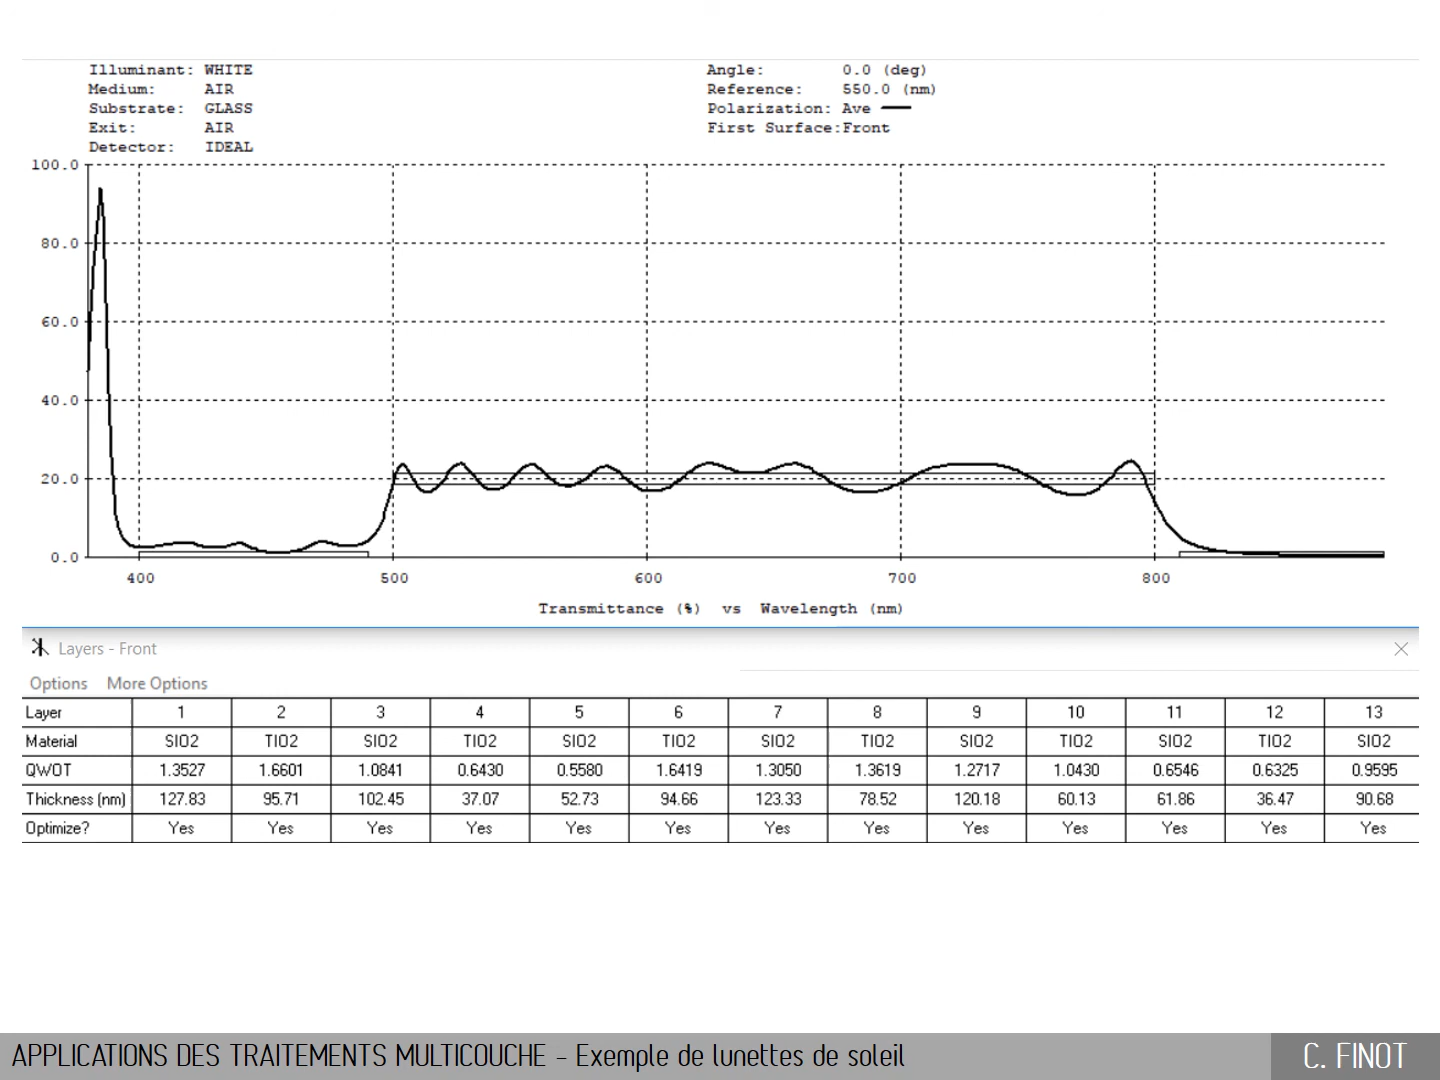 Illuminant: WHITE
Medium: AIR
Substrate: GLASS
Exit: AIR
Detector: IDEAL
Angle: 0.0 (deg)
Reference: 550.0 (nm)
Polarization: Ave
First Surface:Front
100.0
80.0
60.0
40.0
20.0
0.0
400 500 600 700 800
Transmittance (%) vs Wavelength (nm)
Layers - Front
Options More Options
Layer 1 2 3 4 5 6 7 8 9 10 11 12 13
Material SIO2 TIO2 SIO2 TIO2 SIO2 TIO2 SIO2 TIO2 SIO2 TIO2 SIO2 TIO2 SIO2
QWOT 1.3527 1.6601 1.0841 0.6430 0.5580 1.6419 1.3050 1.3619 1.2717 1.0430 0.6546 0.6325 0.9595
Thickness (nm) 127.83 95.71 102.45 37.07 52.73 94.66 123.33 78.52 120.18 60.13 61.86 36.47 90.68
Optimize? Yes Yes Yes Yes Yes Yes Yes Yes Yes Yes Yes Yes Yes
APPLICATIONS DES TRAITEMENTS MULTICOUCHE – Exemple de lunettes de soleil
C. FINOT